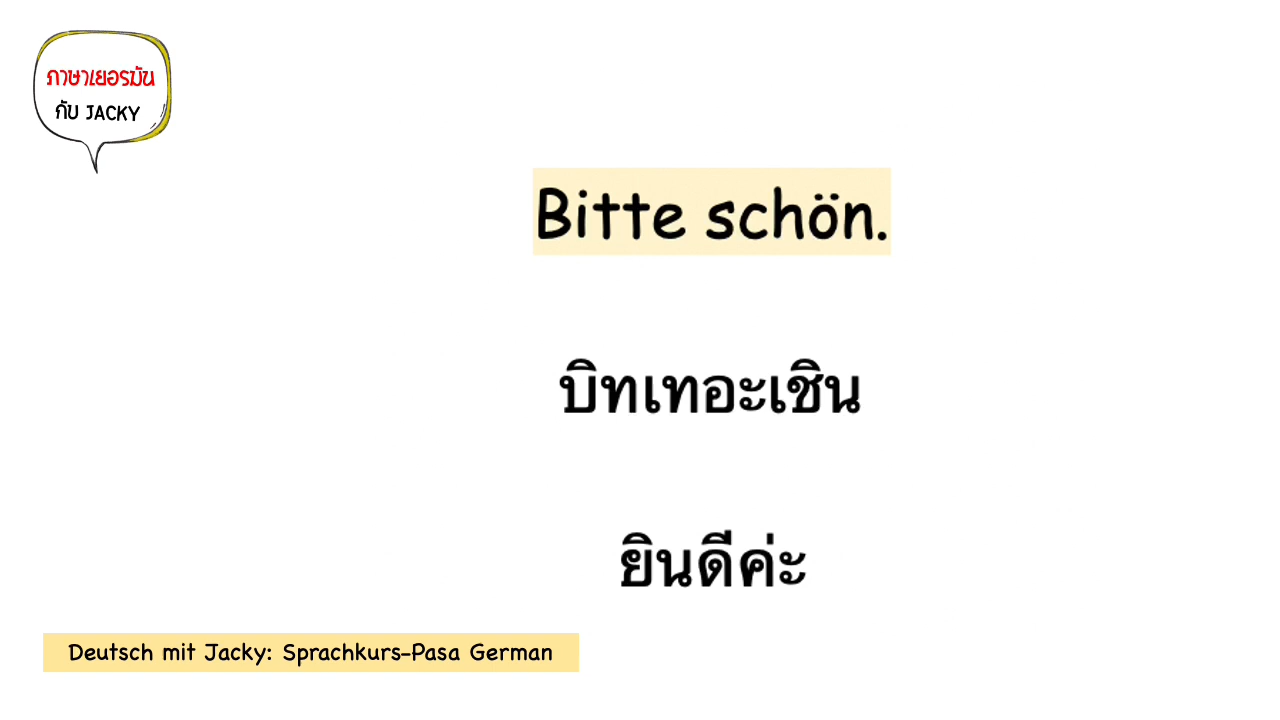 ภาษาเยอรมัน
กับ JACKY
Bitte schön.
บิทเทอะเชิน
ยินดีค่ะ
Deutsch mit Jacky: Sprachkurs-Pasa German